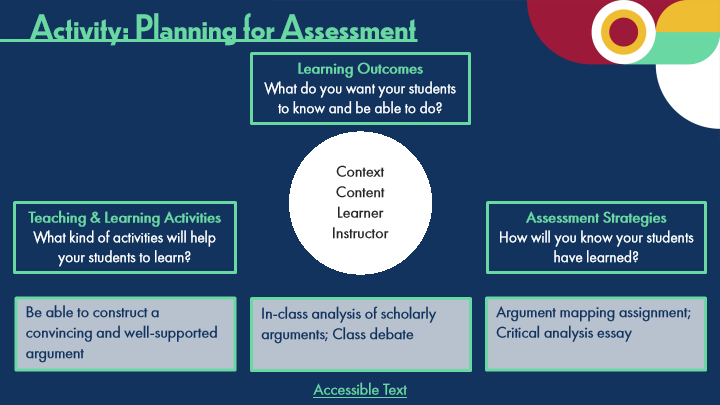 Activity: Planning for Assessment
Learning Outcomes
What do you want your students
to know and be able to do?
Context
Content
Learner
Instructor
Teaching & Learning Activities
What kind of activities will help
your students to learn?
Assessment Strategies
How will you know your students
have learned?
Be able to construct a
convincing and well-supported
argument
In-class analysis of scholarly
arguments; Class debate
Argument mapping assignment;
Critical analysis essay
Accessible Text